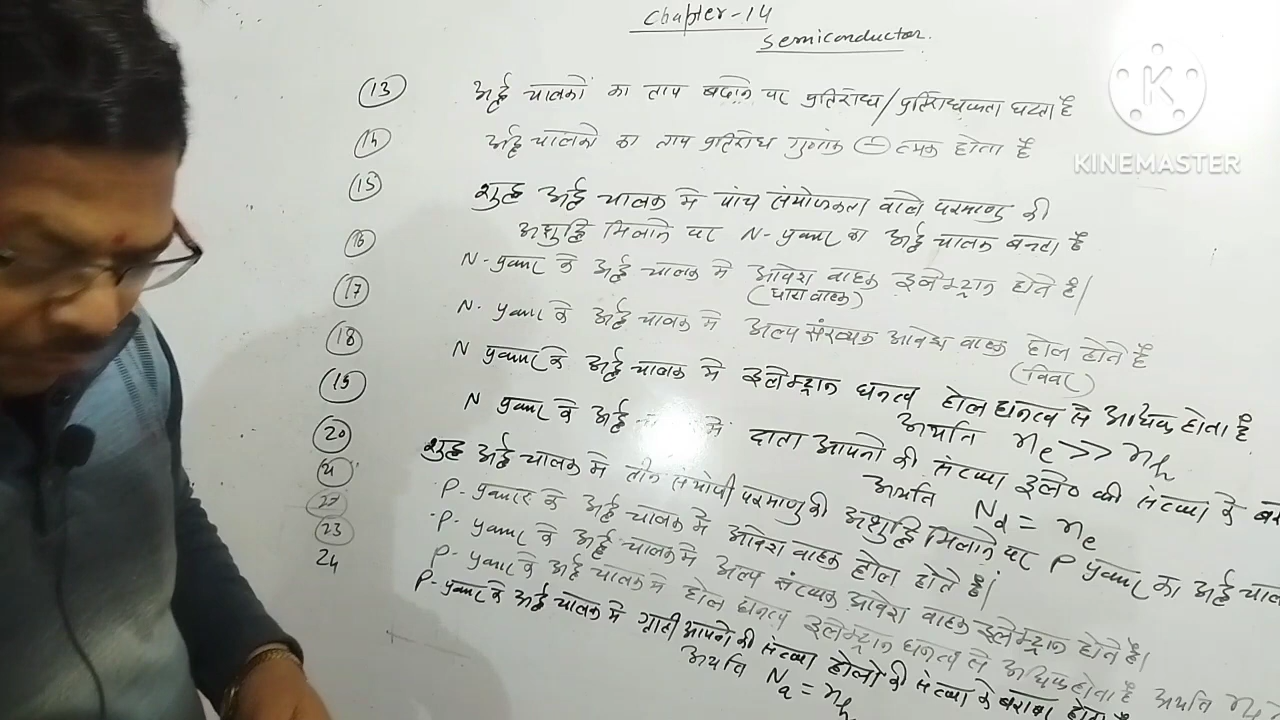 Chapter-14
Semiconductor.
KINEMASTER
13 अर्द्ध चालकों का ताप बढाने पर प्रतिरोध/प्रतिरोधकता घटता है
14 अर्द्ध चालको का ताप प्रतिरोध गुणांक (-) त्मक होता है
15 शुद्ध अर्द्ध चालक मे पांच संयोजकता वाले परमाणु की
अशुद्धि मिलाने पर N-प्रकार का अर्द्ध चालक बनता है
16 N-प्रकार के अर्द्ध चालक मे आवेश वाहक इलेक्ट्रान होते है|
(धारा वाहक)
17 N-प्रकार के अर्द्ध चालक मे अल्प संख्यक आवेश वाहक होल होते है
(विवर)
18 N प्रकार के अर्द्ध चालक मे इलेक्ट्रान घनत्व होल घनत्व से अधिक होता है
अर्थात ne >> nh
19 N प्रकार के अर्द्ध मे दाता आयनो की संख्या इले० की संख्या के
अर्थात Nd = ne
20 शुद्ध अर्द्ध चालक मे तीन संयोजी परमाणु की अशुद्धि मिलाने पर P प्रकार का अर्द्ध
21 P-प्रकार के अर्द्ध चालक मे आवेश वाहक होल होते है|
22 P-प्रकार के अर्द्ध चालक मे अल्प संख्यक आवेश वाहक इलेक्ट्रान होते है|
23 P-प्रकार के अर्द्ध चालक मे होल घनत्व इलेक्ट्रान घनत्व से अधिक होता है अर्थात
24 P-प्रकार के अर्द्ध चालक मे ग्राही आयनो की संख्या होलो की संख्या के बराबर होता
अर्थात Na = nh